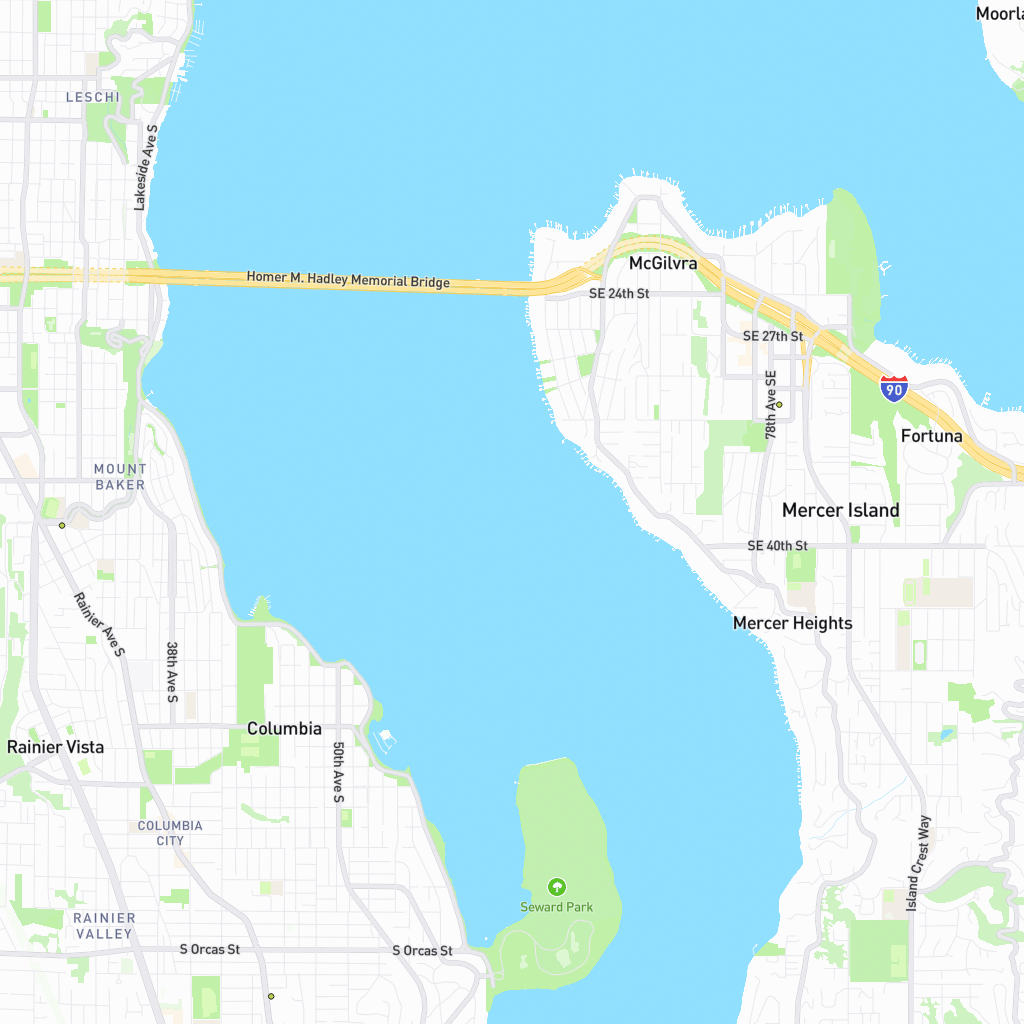 Moorla
LESCHI
Lakeside Ave S
Homer M. Hadley Memorial Bridge
McGilvra
SE 24th St
SE 27th St
78th Ave SE
90
Fortuna
MOUNT
BAKER
Mercer Island
SE 40th St
Rainier Ave S
38th Ave S
Mercer Heights
Columbia
Rainier Vista
50th Ave S
COLUMBIA
CITY
Island Crest Way
Seward Park
RAINIER
VALLEY
S Orcas St
S Orcas St